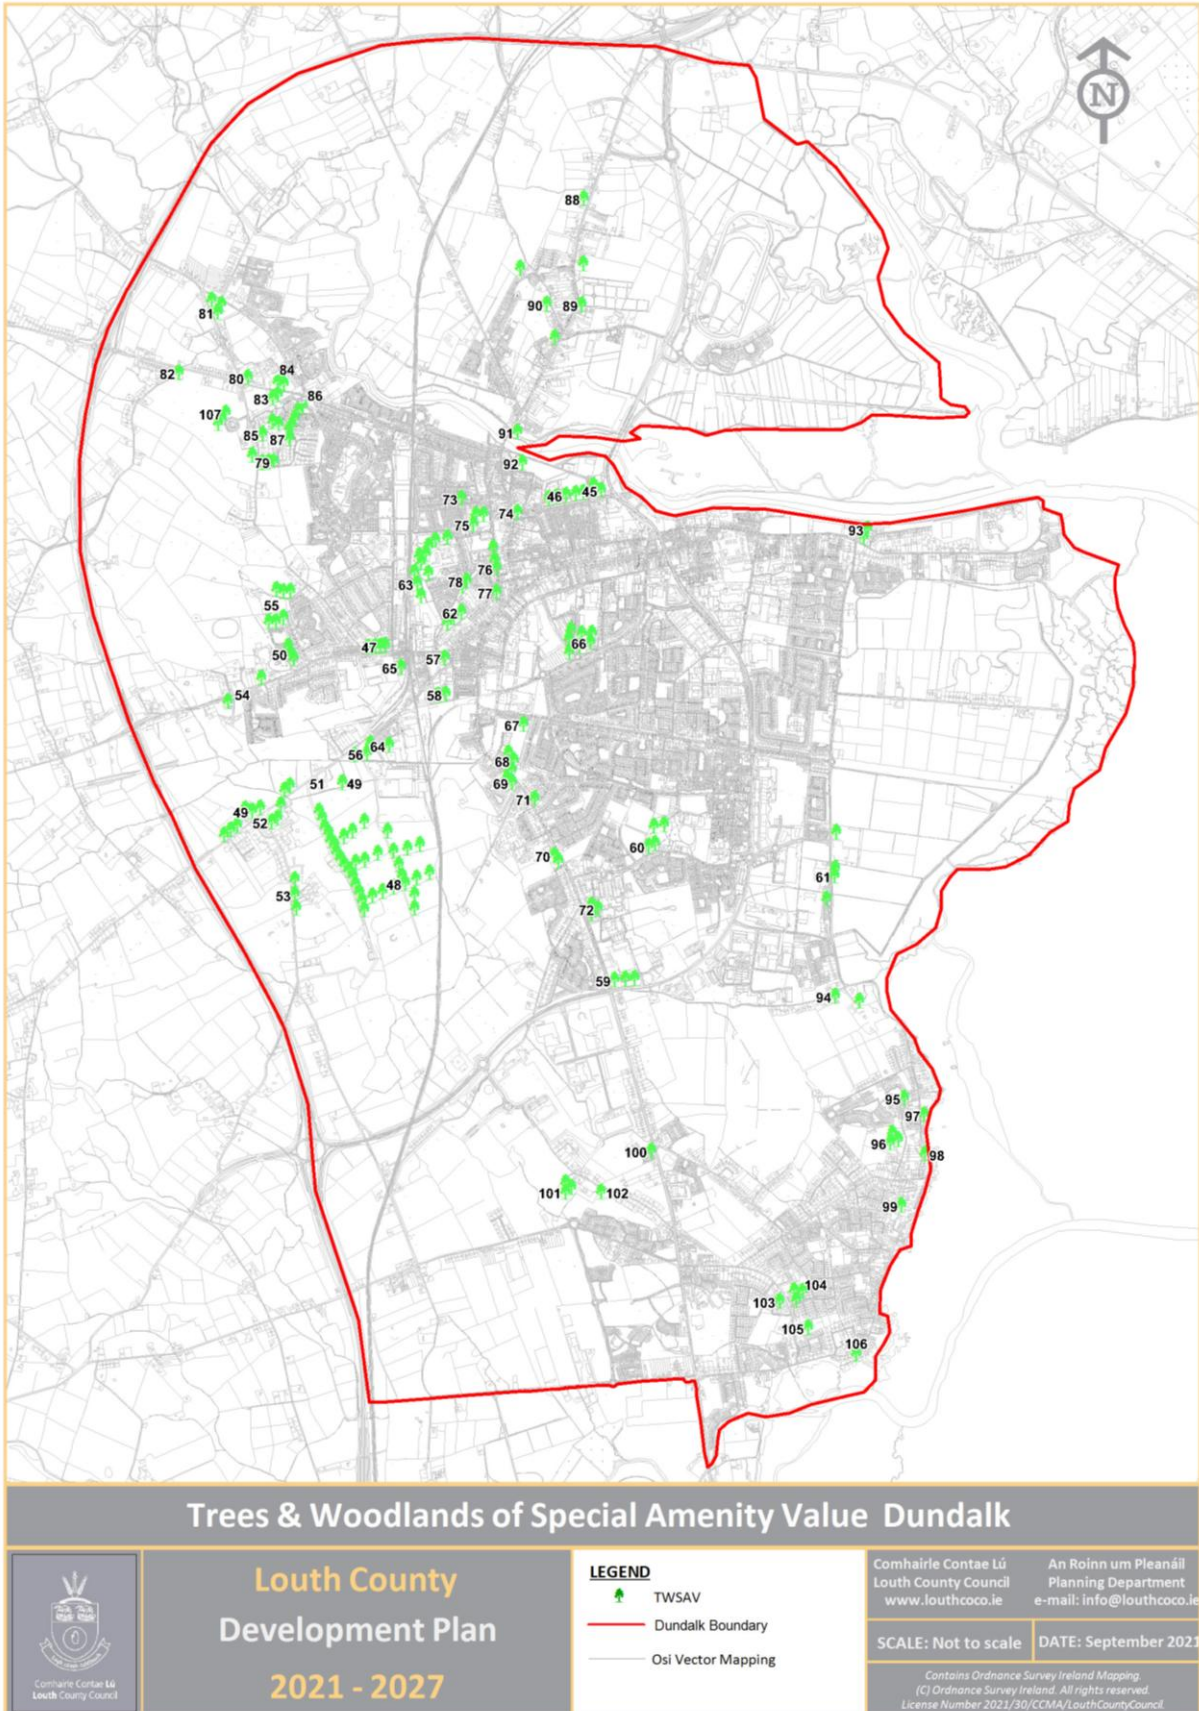 N
88
90 89
81
82 80 84
83 86
107
85 87
79
91
92
73 46 45
75 74
93
63 76
78 77
55
62
50 47 66
65 57
54 58
67
56 64
68
51 49
69
49 52 71
60
70
48 61
53
72
59
94
95
97
96
100 98
101 102
99
104
103
105
106
Trees & Woodlands of Special Amenity Value Dundalk
Comhairle Contae Lú
Louth County Council
Louth County
Development Plan
2021 - 2027
LEGEND
TWSAV
Dundalk Boundary
Osi Vector Mapping
Comhairle Contae Lú
Louth County Council
www.louthcoco.ie
An Roinn um Pleanáil
Planning Department
e-mail: info@louthcoco.ie
SCALE: Not to scale
DATE: September 2021
Contains Ordnance Survey Ireland Mapping.
(C) Ordnance Survey Ireland. All rights reserved.
License Number 2021/30/CCMA/LouthCountyCouncil.